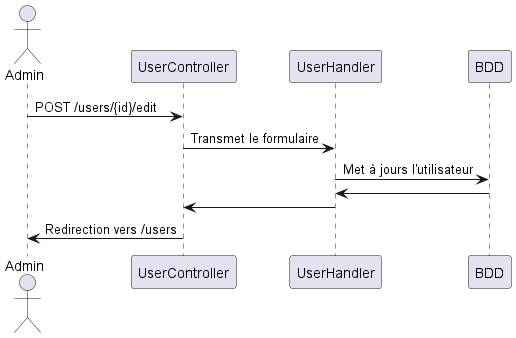 Admin
UserController
UserHandler
BDD
POST /users/{id}/edit
Transmet le formulaire
Met à jours l'utilisateur
Redirection vers /users
Admin
UserController
UserHandler
BDD